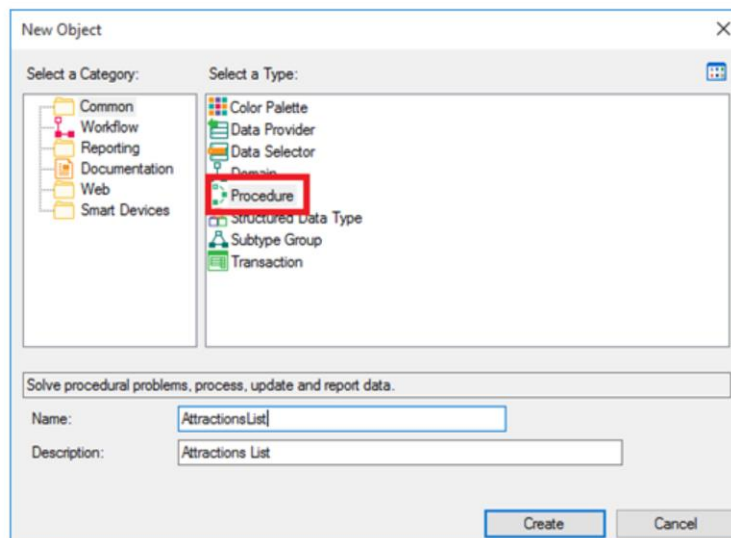 New Object
Select a Category:
Select a Type:
Common
Workflow
Reporting
Documentation
Web
Smart Devices
Color Palette
Data Provider
Data Selector
Domain
Procedure
Structured Data Type
Subtype Group
Transaction
Solve procedural problems, process, update and report data.
Name:
AttractionsList
Description:
Attractions List
Create
Cancel